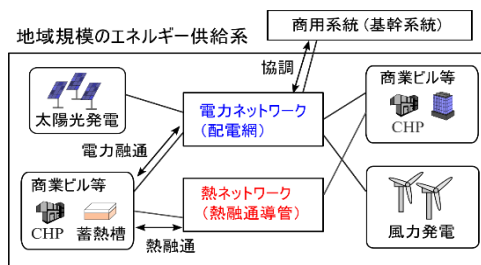 商用系統(基幹系統)
地域規模のエネルギー供給系
協調
太陽光発電
電力ネットワーク
(配電網)
商業ビル等
CHP
電力融通
商業ビル等
CHP 蓄熱槽
熱ネットワーク
(熱融通導管)
熱融通
風力発電